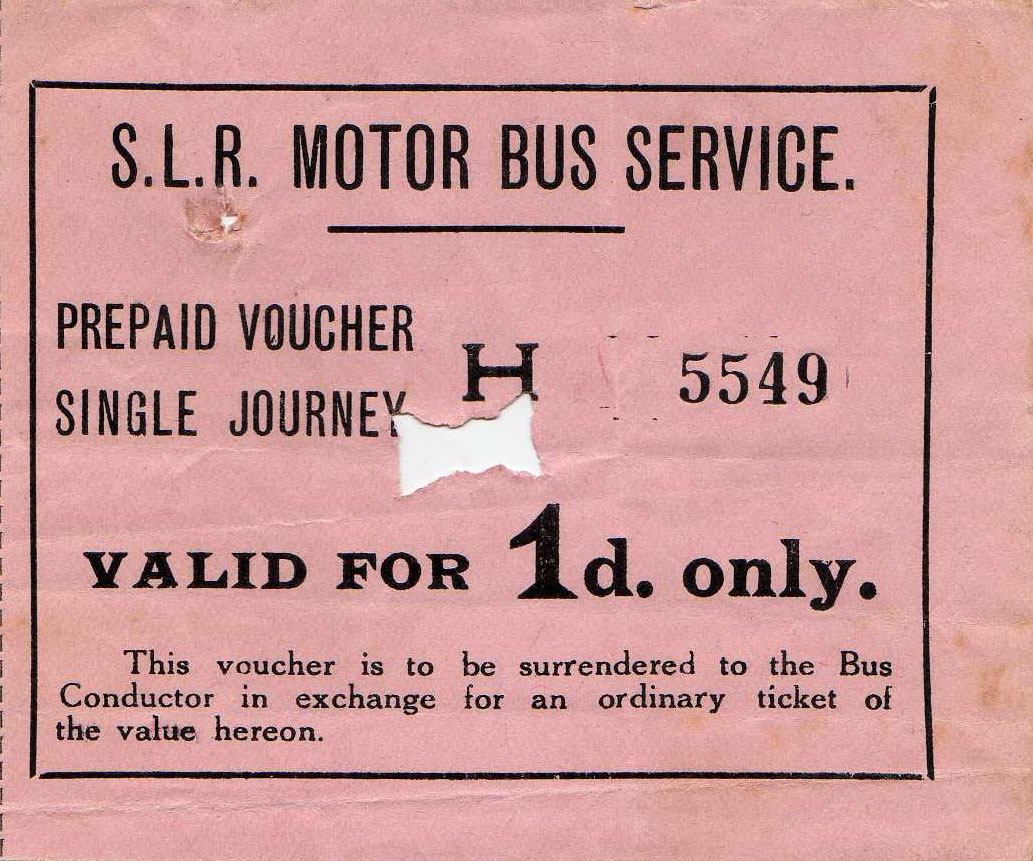 S.L.R. MOTOR BUS SERVICE.
PREPAID VOUCHER
SINGLE JOURNEY
H 5549
VALID FOR 1d. only.
This voucher is to be surrendered to the Bus
Conductor in exchange for an ordinary ticket of
the value hereon.